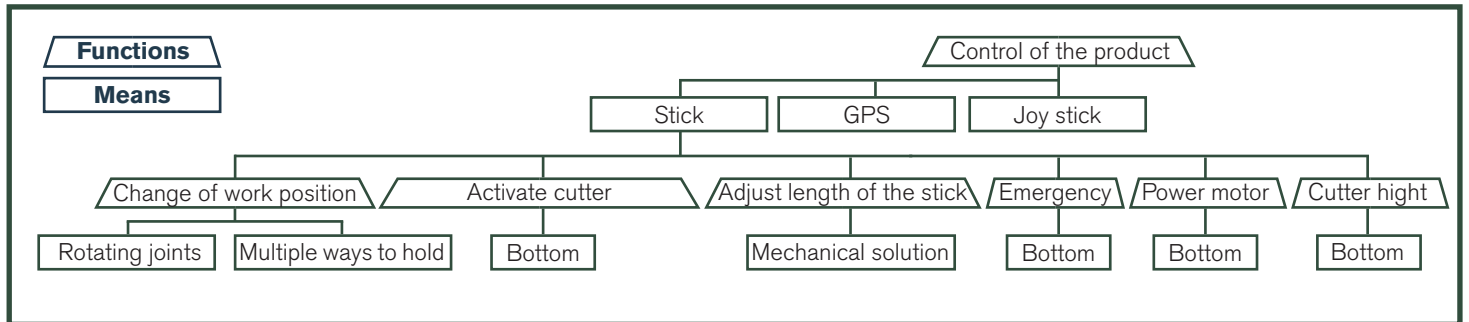 Functions
Means
Control of the product
Stick
GPS
Joy stick
Change of work position
Activate cutter
Adjust length of the stick
Emergency
Power motor
Cutter hight
Rotating joints
Multiple ways to hold
Bottom
Mechanical solution
Bottom
Bottom
Bottom